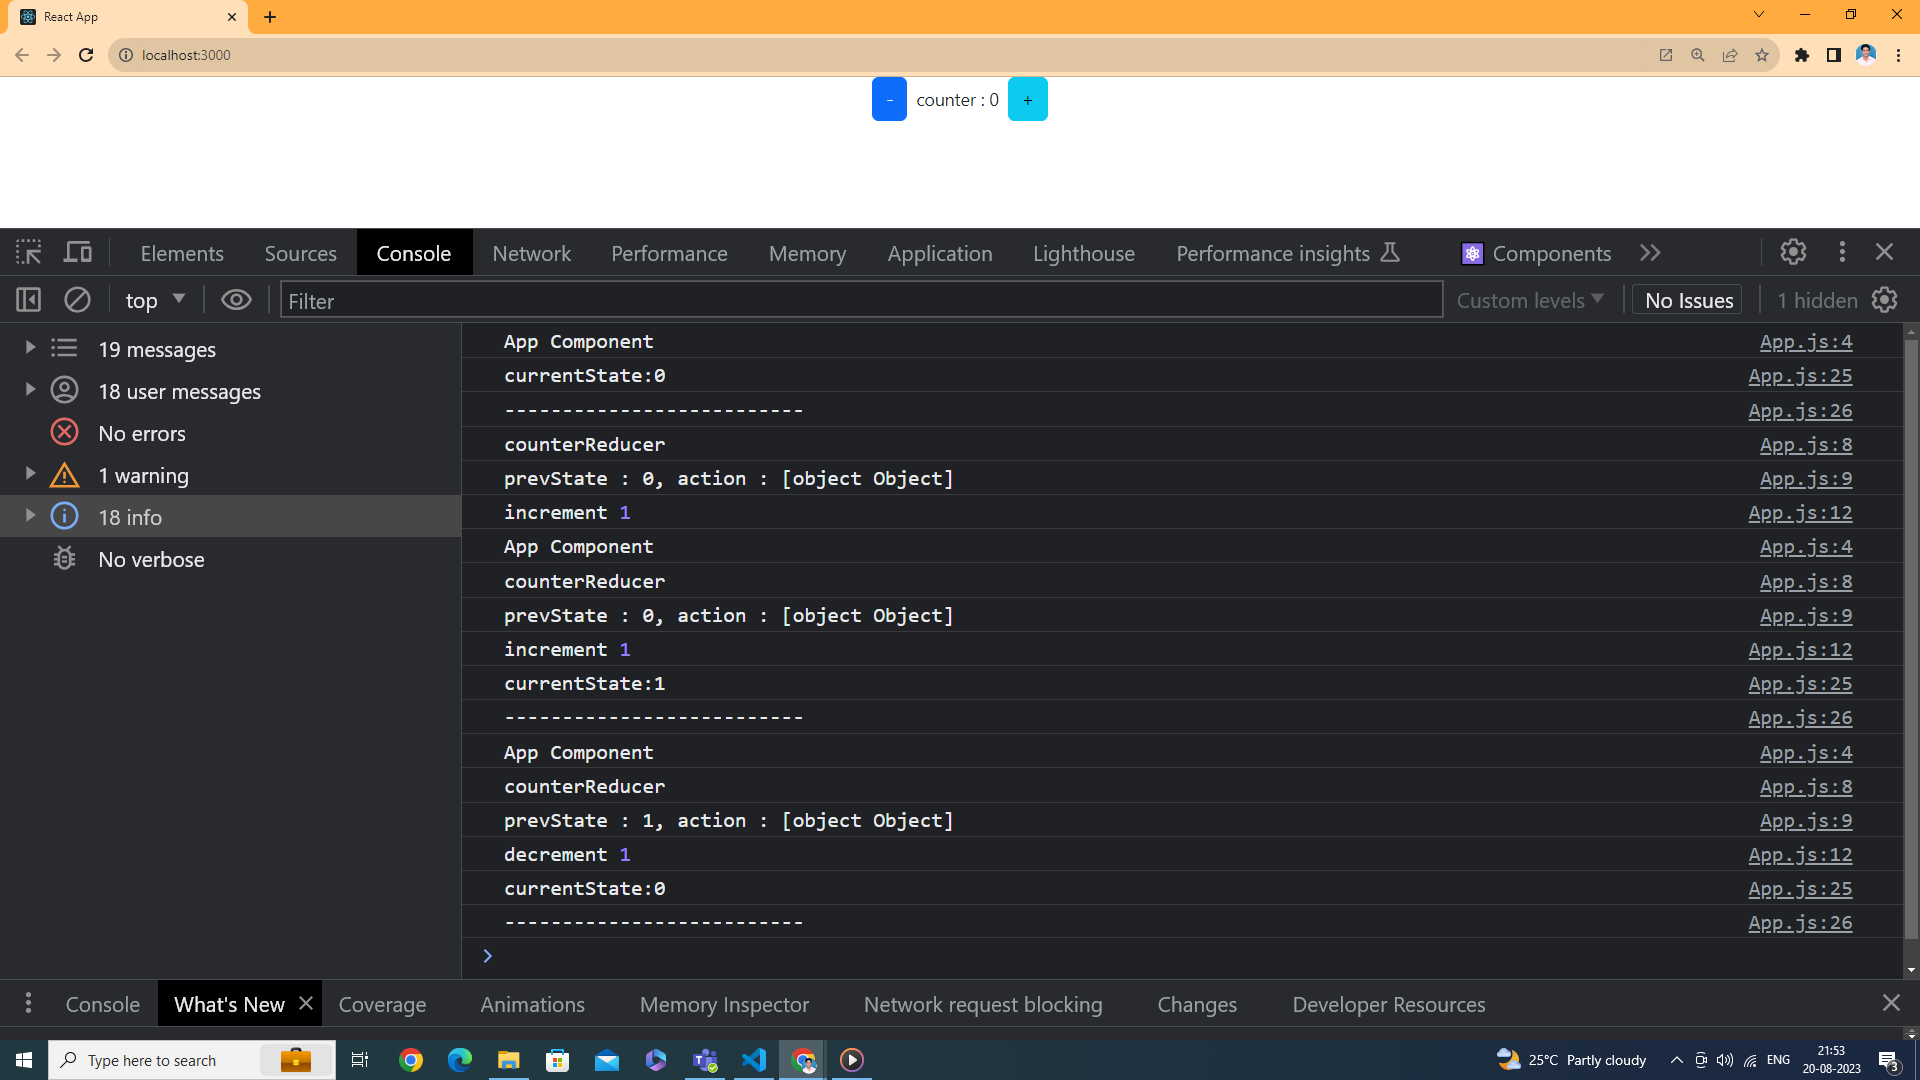 React App
localhost:3000
- counter : 0 +
Elements Sources Console Network Performance Memory Application Lighthouse Performance insights Components
top Filter Custom levels No Issues 1 hidden
19 messages
18 user messages
No errors
1 warning
18 info
No verbose
App Component App.js:4
currentState:0 App.js:25
-------------------------- App.js:26
counterReducer App.js:8
prevState : 0, action : [object Object] App.js:9
increment 1 App.js:12
App Component App.js:4
counterReducer App.js:8
prevState : 0, action : [object Object] App.js:9
increment 1 App.js:12
currentState:1 App.js:25
-------------------------- App.js:26
App Component App.js:4
counterReducer App.js:8
prevState : 1, action : [object Object] App.js:9
decrement 1 App.js:12
currentState:0 App.js:25
-------------------------- App.js:26
Console What's New Coverage Animations Memory Inspector Network request blocking Changes Developer Resources
Type here to search 25°C Partly cloudy ENG 21:53
20-08-2023 3